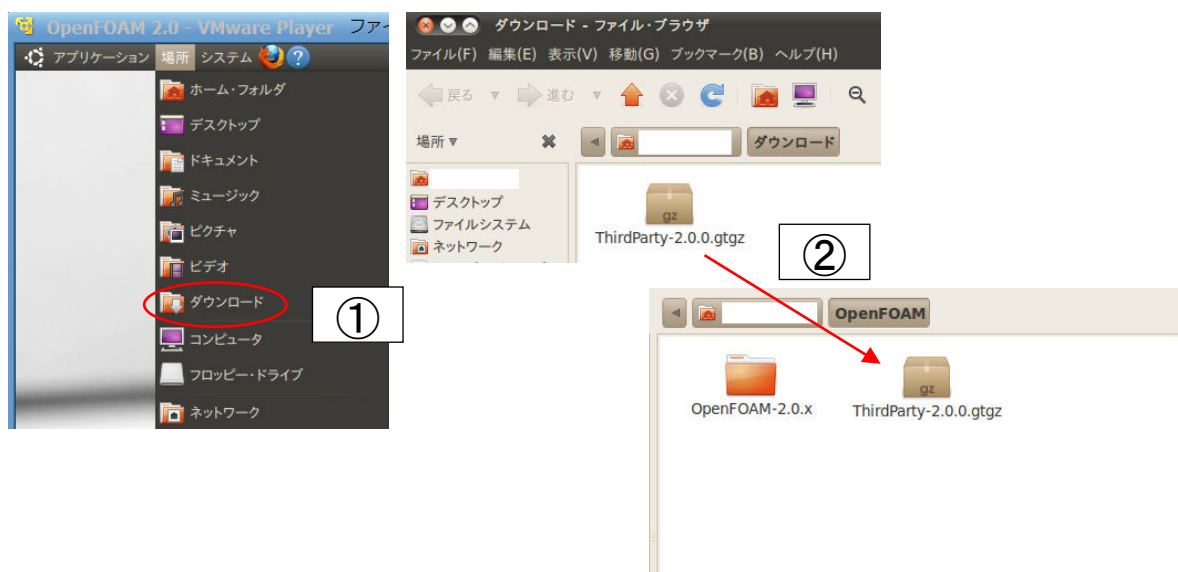 OpenFOAM 2.0 - VMware Player ファイ
アプリケーション 場所 システム ?
ホーム・フォルダ
デスクトップ
ドキュメント
ミュージック
ピクチャ
ビデオ
ダウンロード
コンピュータ
フロッピー・ドライブ
ネットワーク
①
ダウンロード - ファイル・ブラウザ
ファイル(F) 編集(E) 表示(V) 移動(G) ブックマーク(B) ヘルプ(H)
戻る 進む
場所 ダウンロード
デスクトップ
ファイルシステム
ネットワーク
gz
ThirdParty-2.0.0.gtgz
②
OpenFOAM
gz
OpenFOAM-2.0.x ThirdParty-2.0.0.gtgz